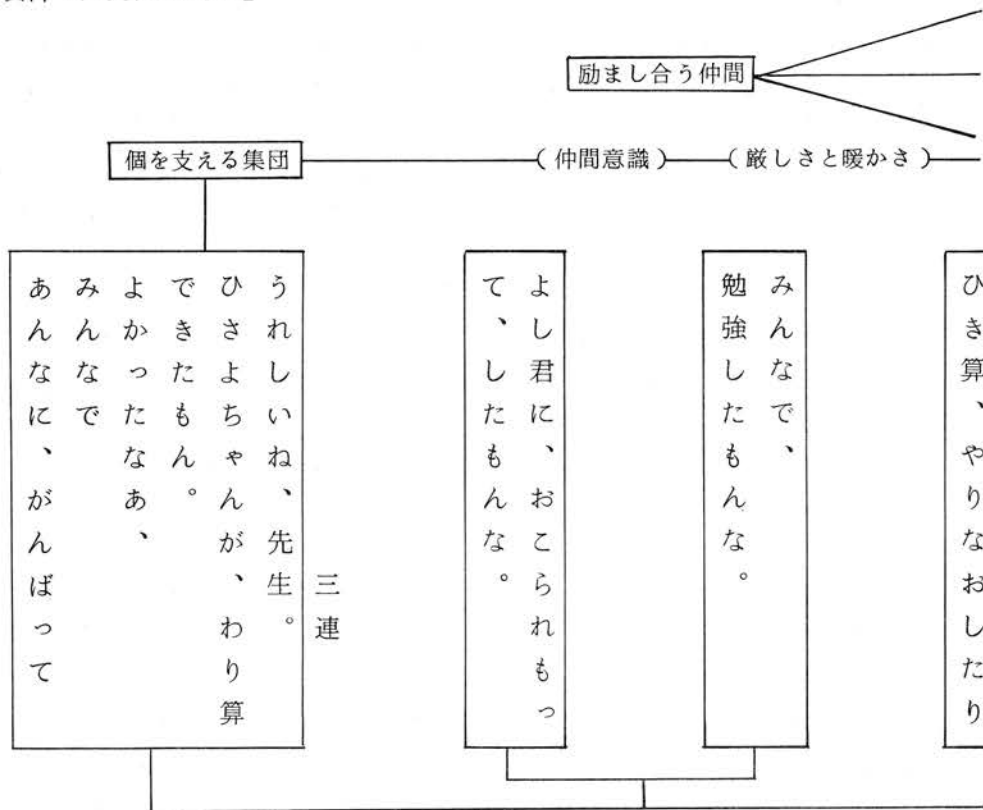 励まし合う仲間
個を支える集団
(仲間意識)
(厳しさと暖かさ)
ひき算、やりなおしたり
みんなで、
勉強したもんな。
よし君に、おこられもっ
て、したもんな。
三連
うれしいね、先生。
ひさよちゃんが、わり算
できたもん。
よかったなあ、
みんなで
あんなに、がんばって